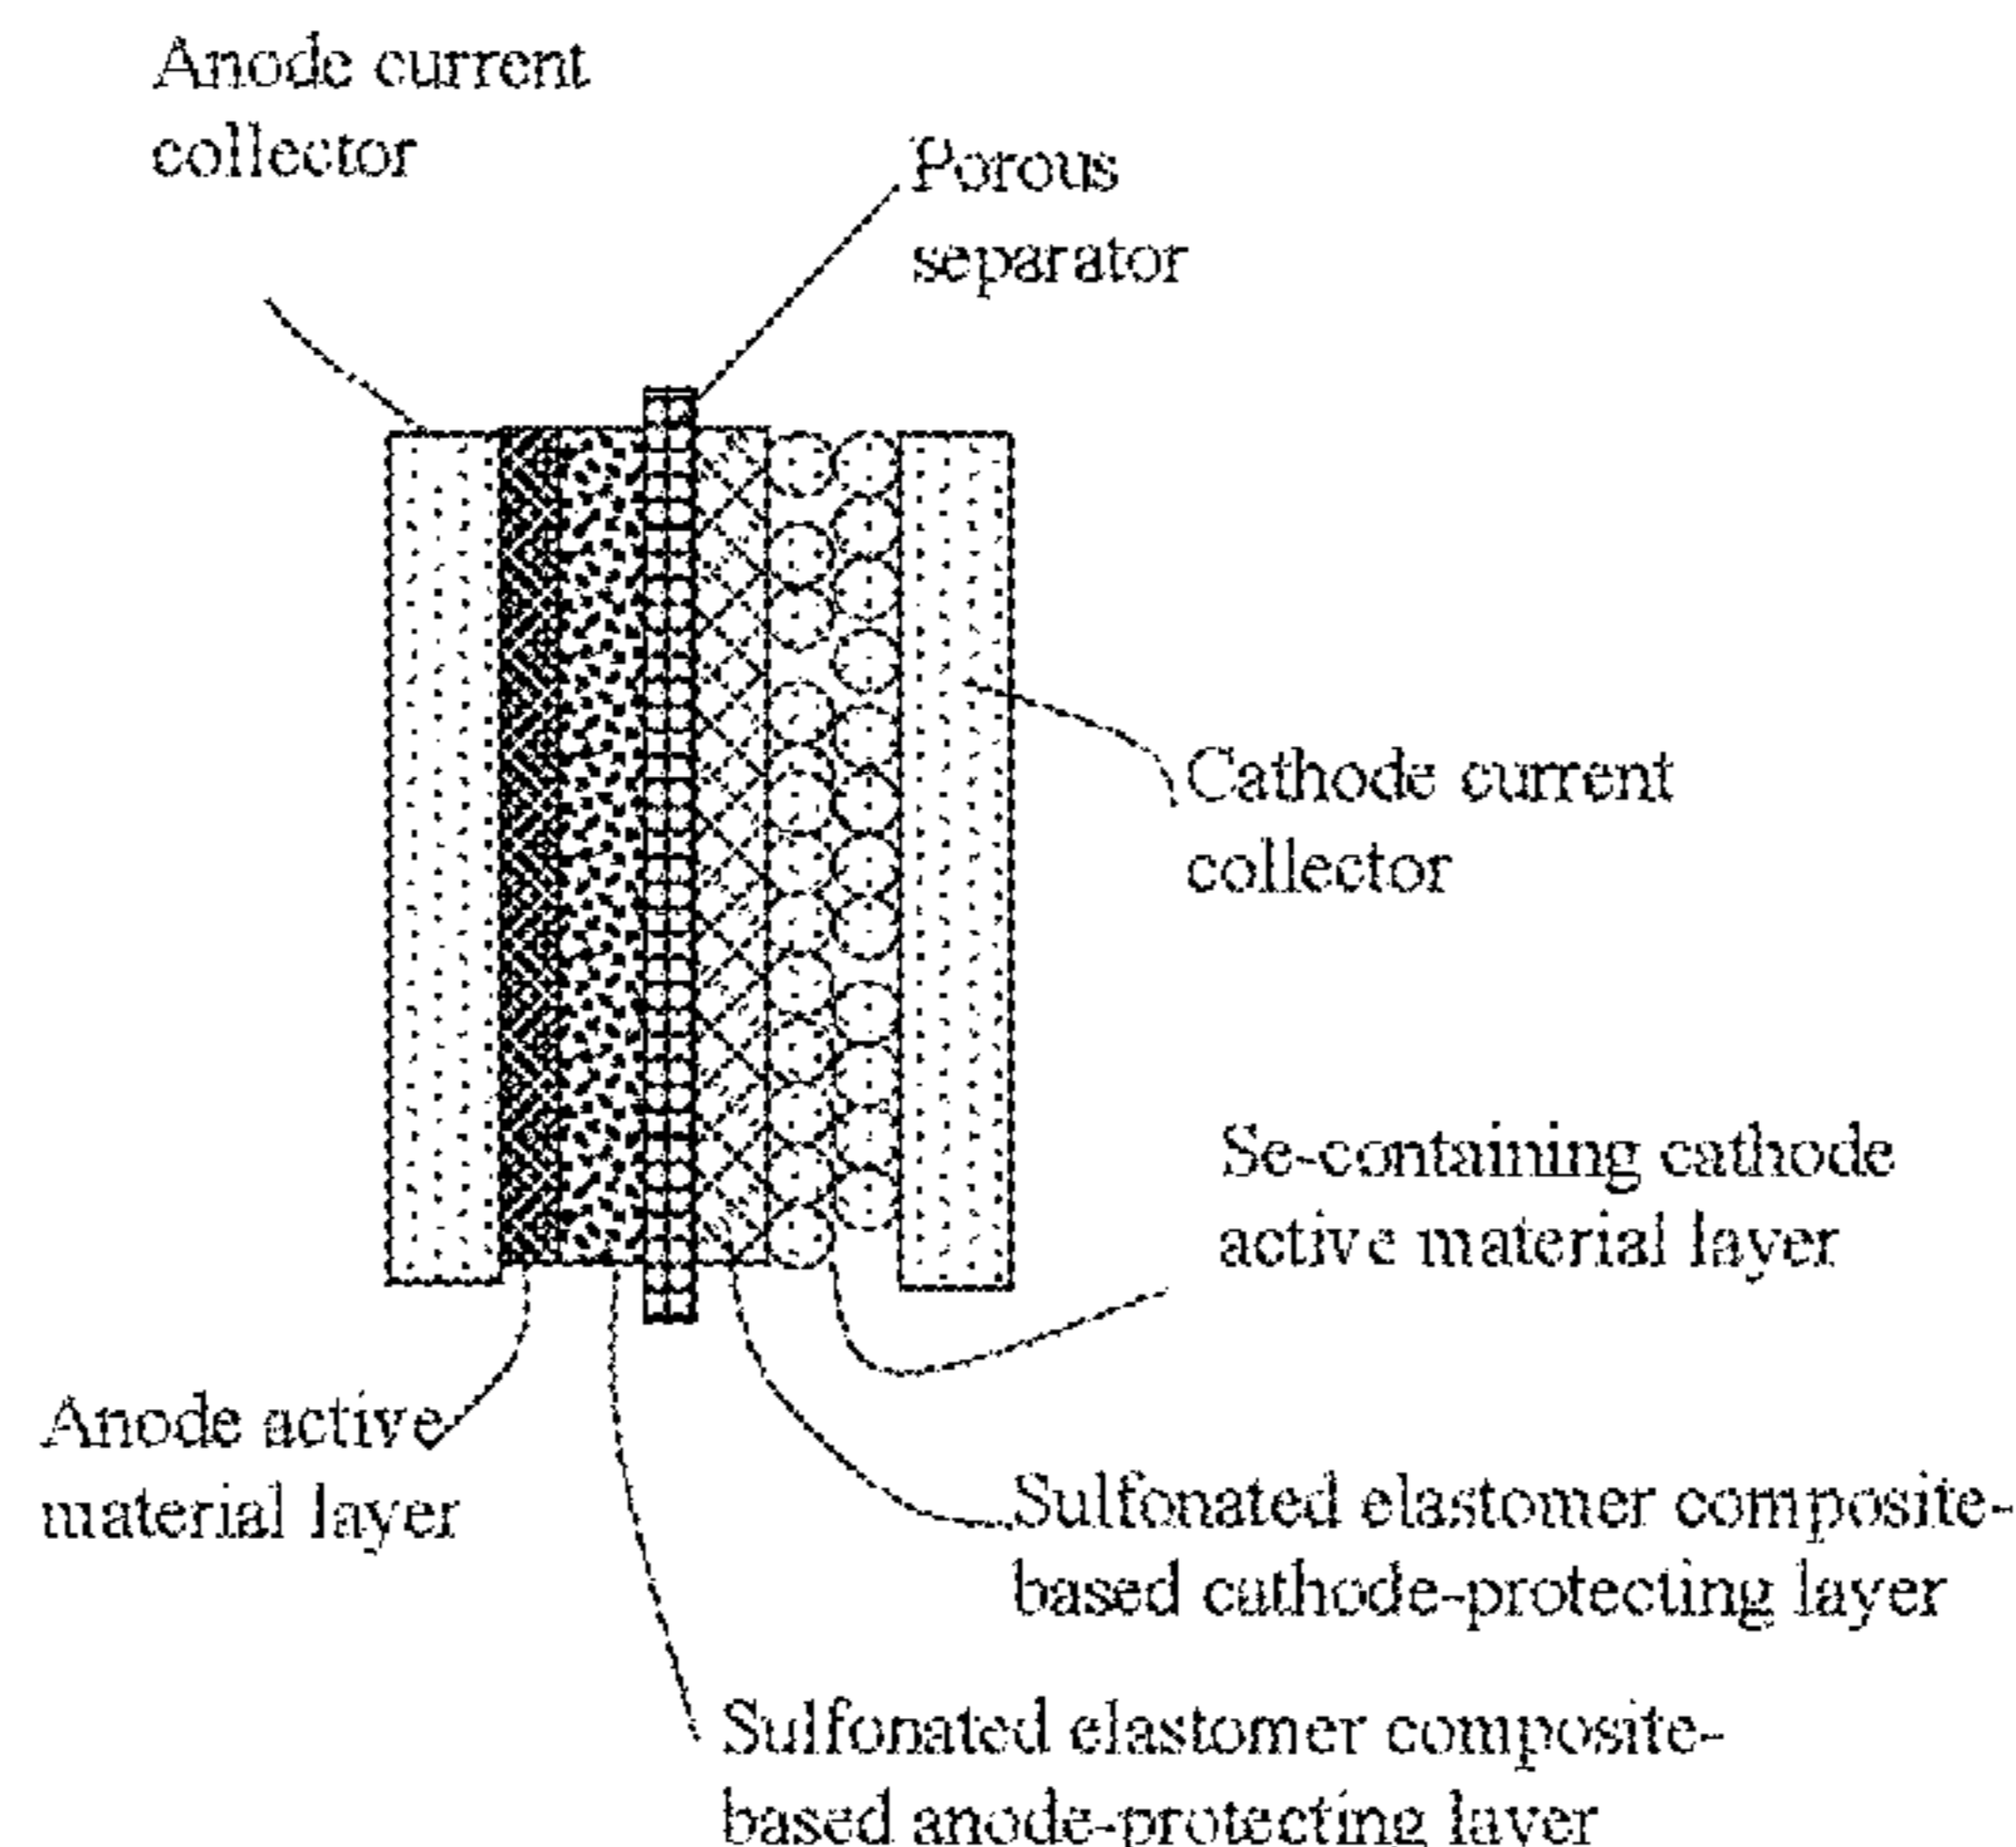 Anode current
collector
Porous
separator
Cathode current
collector
Se-containing cathode
active material layer
Anode active
material layer
Sulfonated elastomer composite-
based cathode-protecting layer
Sulfonated elastomer composite-
based anode-protecting layer